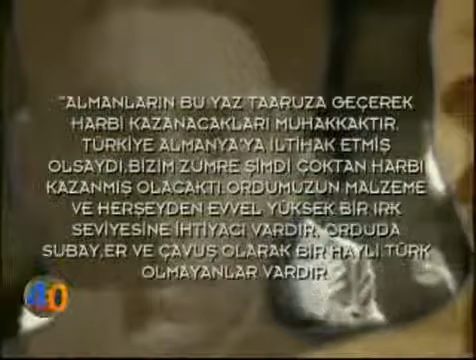 "ALMANLARIN BU YAZ TAARUZA GEÇEREK
HARBİ KAZANACAKLARI MUHAKKAKTIR.
TÜRKİYE ALMANYA'YA İLTİHAK ETMİŞ
OLSAYDI,BİZİM ZÜMRE ŞİMDİ ÇOKTAN HARBİ
KAZANMIŞ OLACAKTI.ORDUMUZUN MALZEME
VE HERŞEYDEN EVVEL YÜKSEK BİR IRK
SEVİYESİNE İHTİYACI VARDIR. ORDUDA
SUBAY,ER VE ÇAVUŞ OLARAK BİR HAYLİ TÜRK
OLMAYANLAR VARDIR.
40